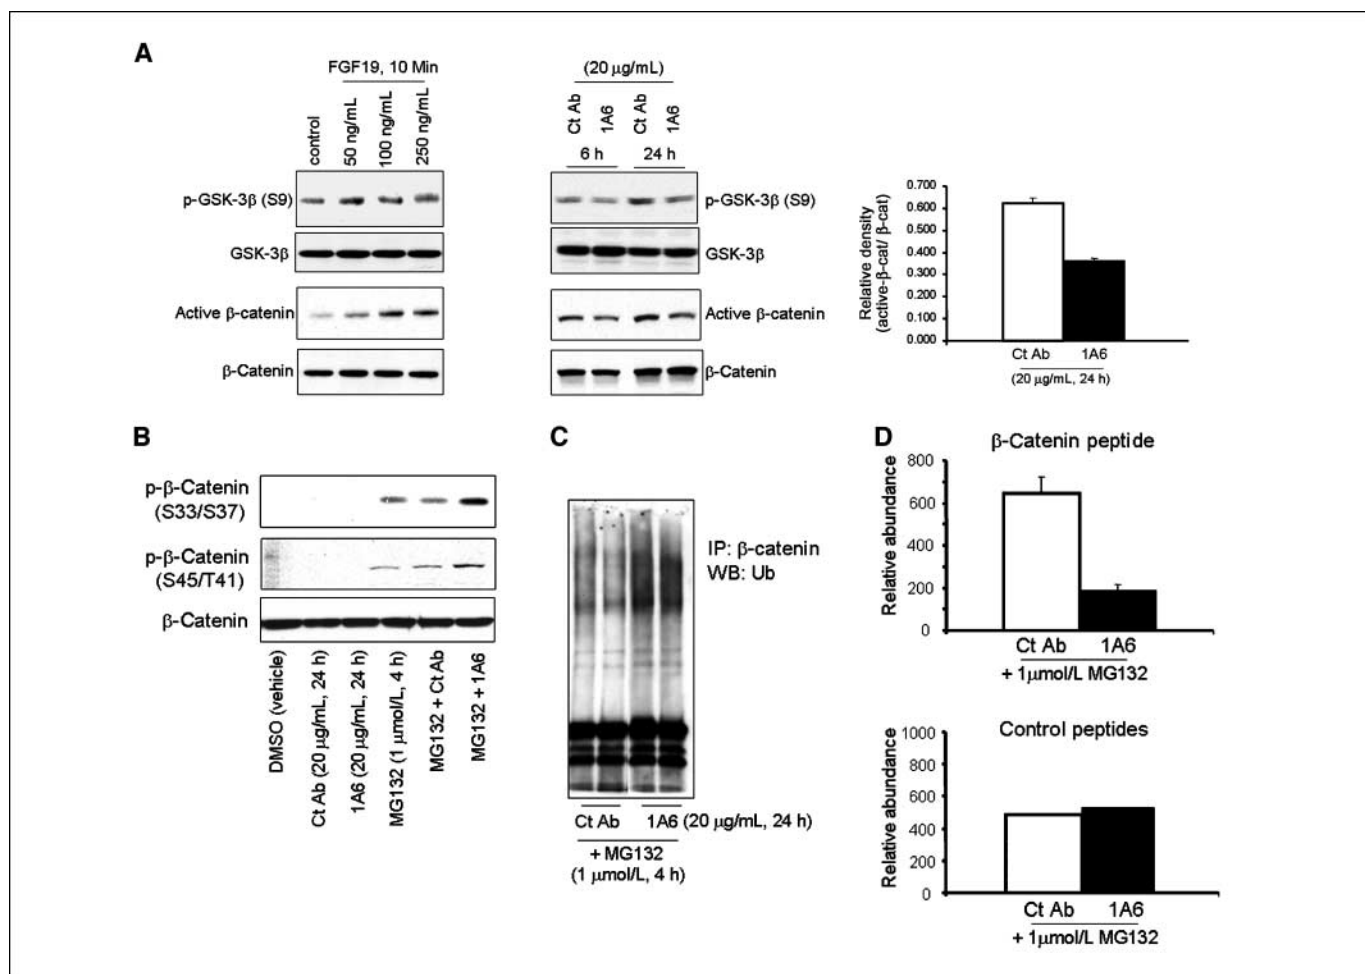 A
FGF19, 10 Min
control
50 ng/mL
100 ng/mL
250 ng/mL
p-GSK-3β (S9)
GSK-3β
Active β-catenin
β-Catenin
(20 μg/mL)
Ct Ab
1A6
Ct Ab
1A6
6 h
24 h
p-GSK-3β (S9)
GSK-3β
Active β-catenin
β-Catenin
Relative density
(active-β-cat/ β-cat)
0.700
0.600
0.500
0.400
0.300
0.200
0.100
0.000
Ct Ab 1A6
(20 μg/mL, 24 h)
B
p-β-Catenin
(S33/S37)
p-β-Catenin
(S45/T41)
β-Catenin
DMSO (vehicle)
Ct Ab (20 μg/mL, 24 h)
1A6 (20 μg/mL, 24 h)
MG132 (1 μmol/L, 4 h)
MG132 + Ct Ab
MG132 + 1A6
C
IP: β-catenin
WB: Ub
Ct Ab 1A6 (20 μg/mL, 24 h)
+ MG132
(1 μmol/L, 4 h)
D
β-Catenin peptide
Relative abundance
800
600
400
200
0
Ct Ab 1A6
+ 1μmol/L MG132
Control peptides
Relative abundance
1000
800
600
400
200
0
Ct Ab 1A6
+ 1μmol/L MG132